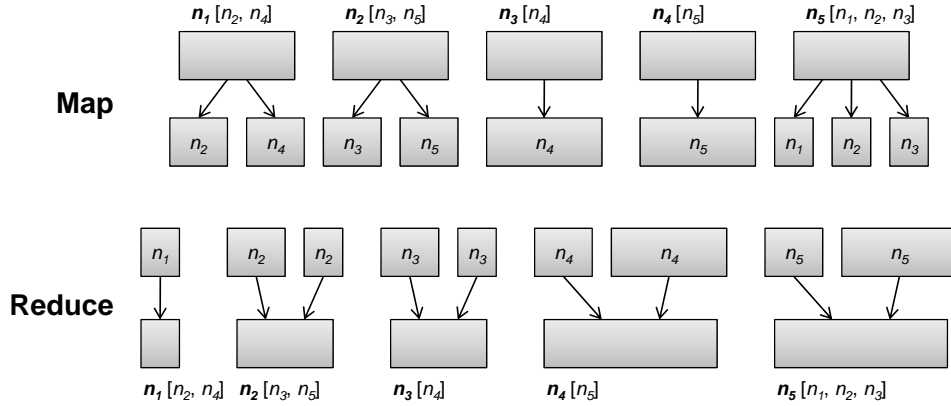 n1 [n2, n4] n2 [n3, n5] n3 [n4] n4 [n5] n5 [n1, n2, n3]
Map
n2 n4 n3 n5 n4 n5 n1 n2 n3
n1 n2 n2 n3 n3 n4 n4 n5 n5
Reduce
n1 [n2, n4] n2 [n3, n5] n3 [n4] n4 [n5] n5 [n1, n2, n3]